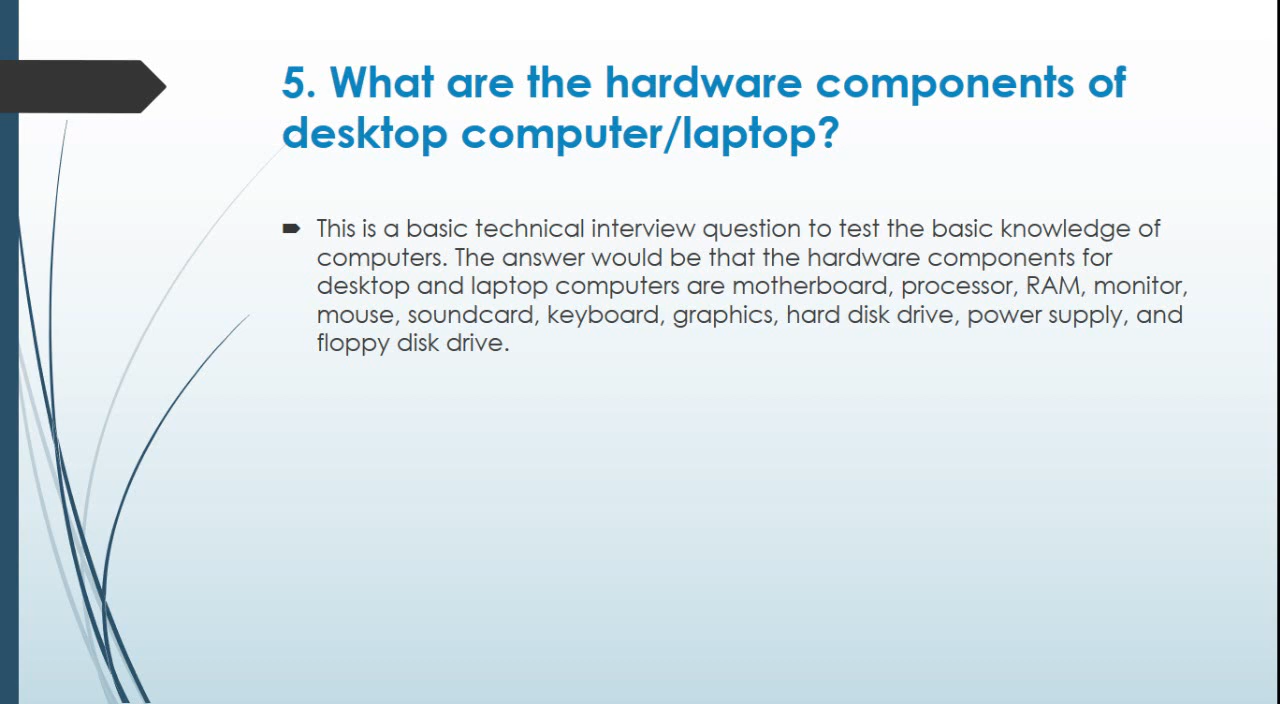 5. What are the hardware components of
desktop computer/laptop?
This is a basic technical interview question to test the basic knowledge of
computers. The answer would be that the hardware components for
desktop and laptop computers are motherboard, processor, RAM, monitor,
mouse, soundcard, keyboard, graphics, hard disk drive, power supply, and
floppy disk drive.